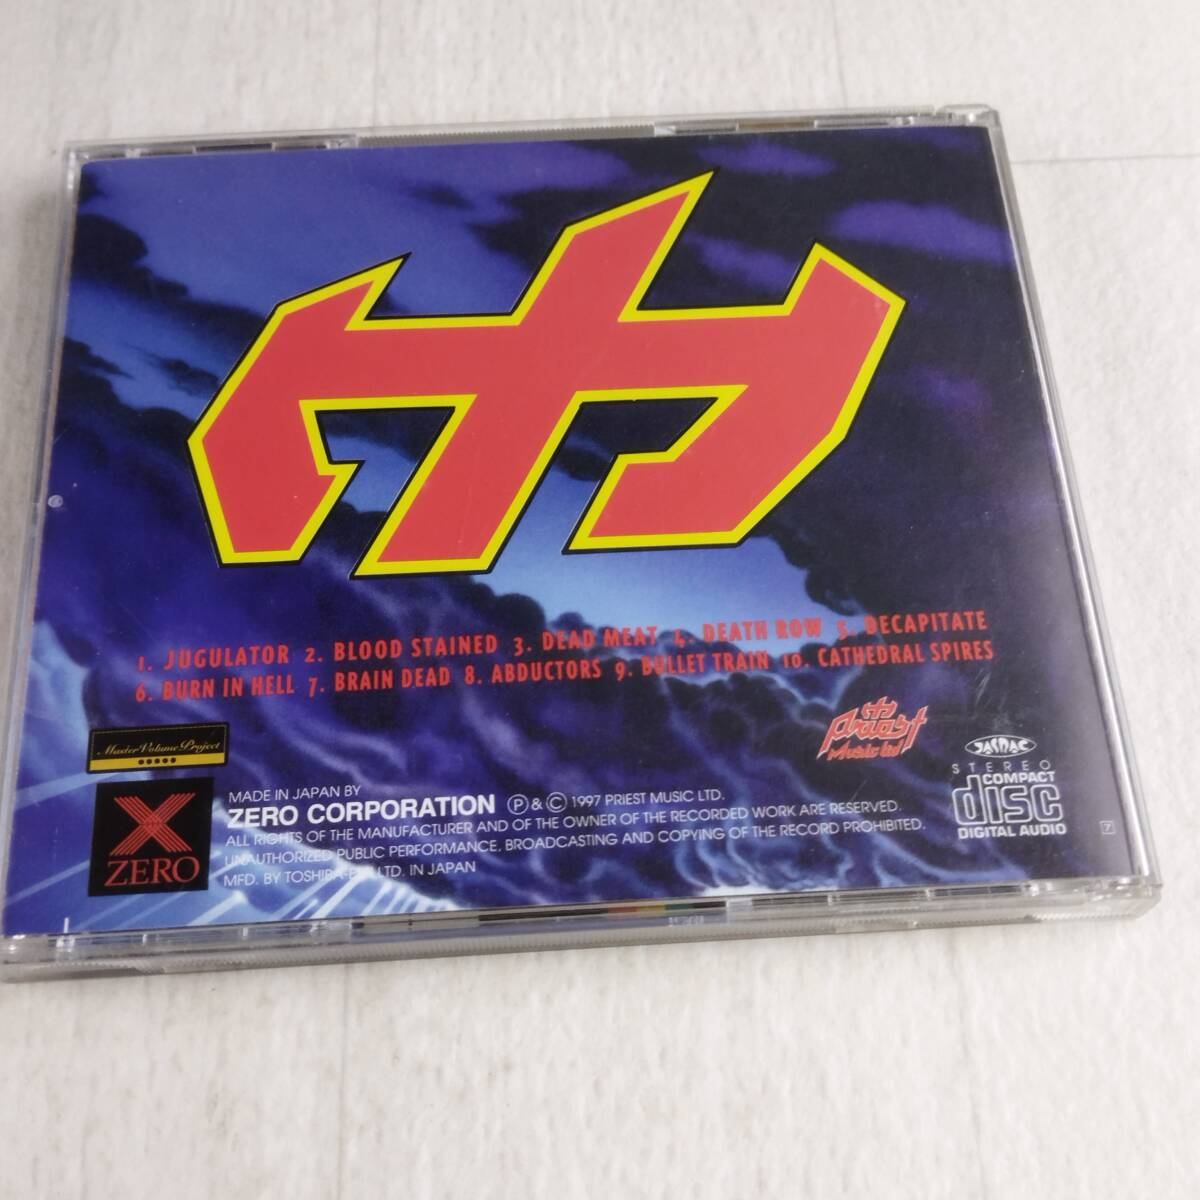 1. JUGULATOR 2. BLOOD STAINED 3. DEAD MEAT 4. DEATH ROW 5. DECAPITATE
6. BURN IN HELL 7. BRAIN DEAD 8. ABDUCTORS 9. BULLET TRAIN 10. CATHEDRAL SPIRES
Master Volume Project
Priest
Music Ltd
JASRAC
STEREO
COMPACT
disc
DIGITAL AUDIO
ZERO
MADE IN JAPAN BY
ZERO CORPORATION Ⓟ & © 1997 PRIEST MUSIC LTD.
ALL RIGHTS OF THE MANUFACTURER AND OF THE OWNER OF THE RECORDED WORK ARE RESERVED.
UNAUTHORIZED PUBLIC PERFORMANCE, BROADCASTING AND COPYING OF THE RECORD PROHIBITED.
MFD. BY TOSHIBA-EMI LTD. IN JAPAN
ア